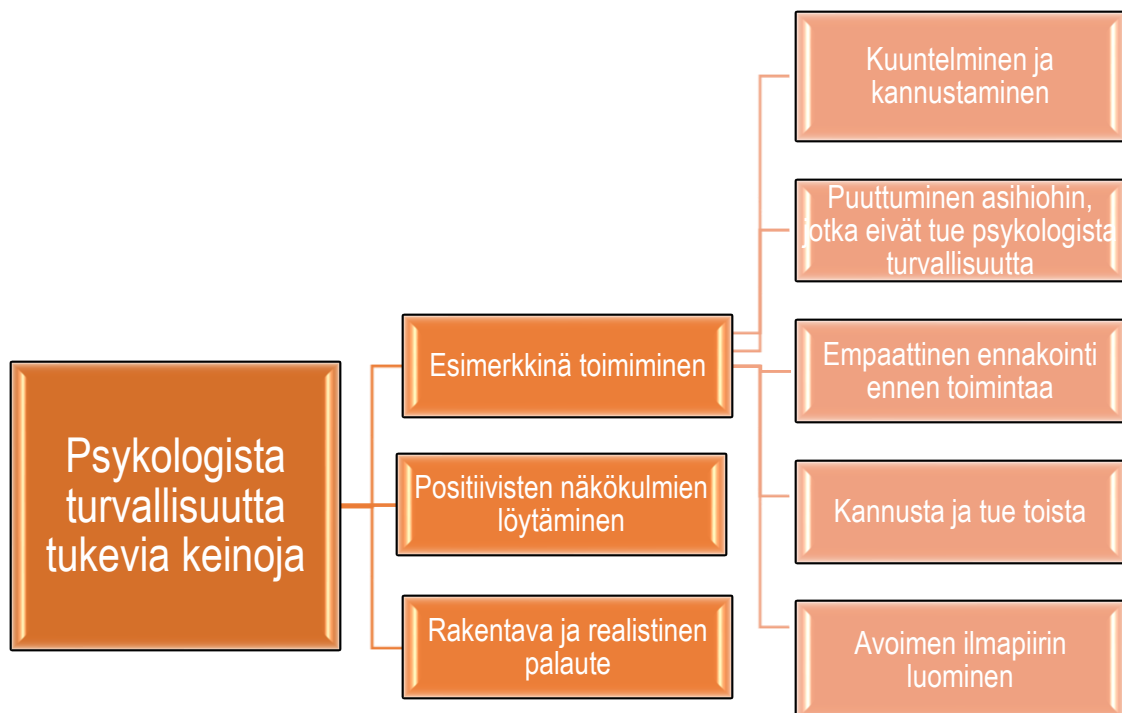 Psykologista
turvallisuutta
tukevia keinoja
Esimerkkinä toimiminen
Positiivisten näkökulmien
löytäminen
Rakentava ja realistinen
palaute
Kuuntelminen ja
kannustaminen
Puuttuminen asihiohin,
jotka eivät tue psykologista
turvallisuutta
Empaattinen ennakointi
ennen toimintaa
Kannusta ja tue toista
Avoimen ilmapiirin
luominen